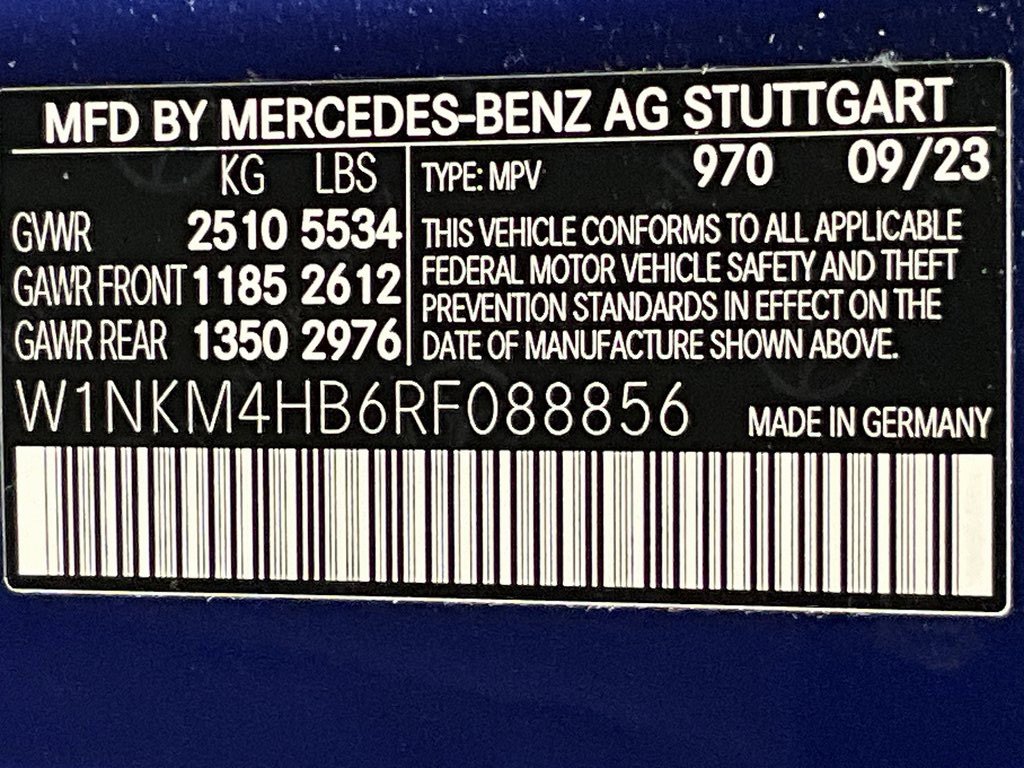 MFD BY MERCEDES-BENZ AG STUTTGART
KG LBS
GVWR 2510 5534
GAWR FRONT 1185 2612
GAWR REAR 1350 2976
TYPE: MPV 970 09/23
THIS VEHICLE CONFORMS TO ALL APPLICABLE
FEDERAL MOTOR VEHICLE SAFETY AND THEFT
PREVENTION STANDARDS IN EFFECT ON THE
DATE OF MANUFACTURE SHOWN ABOVE.
W1NKM4HB6RF088856 MADE IN GERMANY